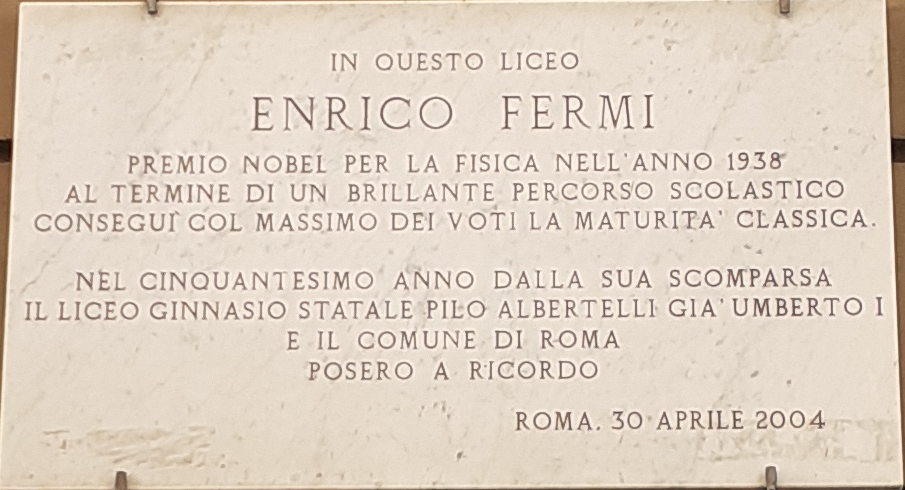 IN QUESTO LICEO
ENRICO FERMI
PREMIO NOBEL PER LA FISICA NELL'ANNO 1938
AL TERMINE DI UN BRILLANTE PERCORSO SCOLASTICO
CONSEGUÌ COL MASSIMO DEI VOTI LA MATURITA' CLASSICA.
NEL CINQUANTESIMO ANNO DALLA SUA SCOMPARSA
IL LICEO GINNASIO STATALE PILO ALBERTELLI GIA' UMBERTO I
E IL COMUNE DI ROMA
POSERO A RICORDO
ROMA, 30 APRILE 2004